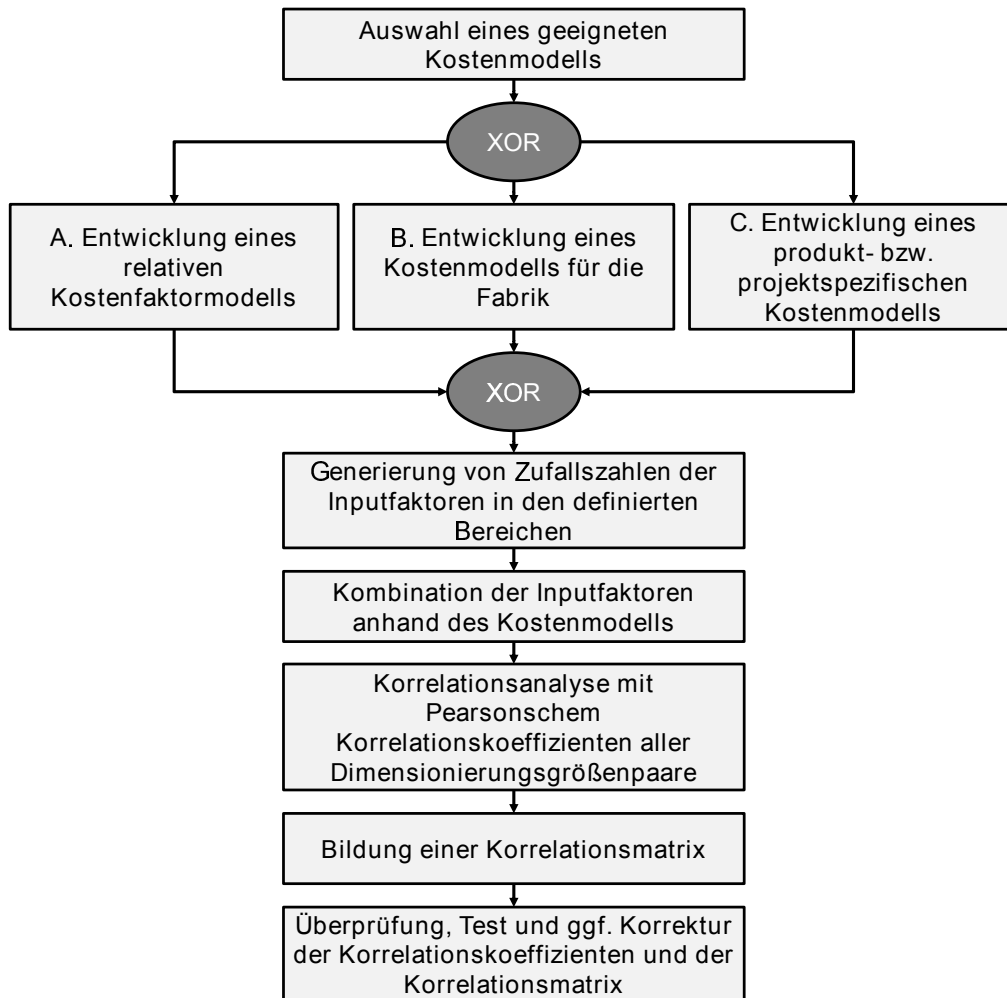 Auswahl eines geeigneten
Kostenmodells
XOR
A. Entwicklung eines
relativen
Kostenfaktormodells
B. Entwicklung eines
Kostenmodells für die
Fabrik
C. Entwicklung eines
produkt- bzw.
projektspezifischen
Kostenmodells
XOR
Generierung von Zufallszahlen der
Inputfaktoren in den definierten
Bereichen
Kombination der Inputfaktoren
anhand des Kostenmodells
Korrelationsanalyse mit
Pearsonschem
Korrelationskoeffizienten aller
Dimensionierungsgrößenpaare
Bildung einer Korrelationsmatrix
Überprüfung, Test und ggf. Korrektur
der Korrelationskoeffizienten und der
Korrelationsmatrix